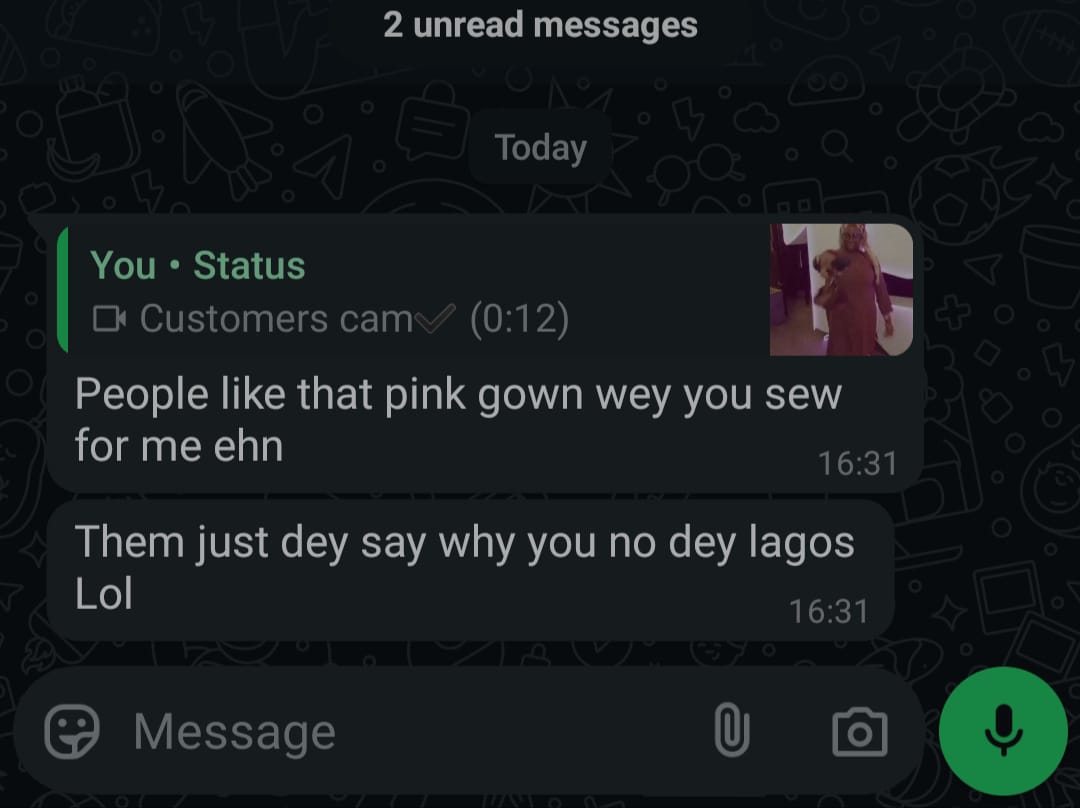 2 unread messages
Today
You • Status
Customers cam✓ (0:12)
People like that pink gown wey you sew
for me ehn
16:31
Them just dey say why you no dey lagos
Lol
16:31
Message